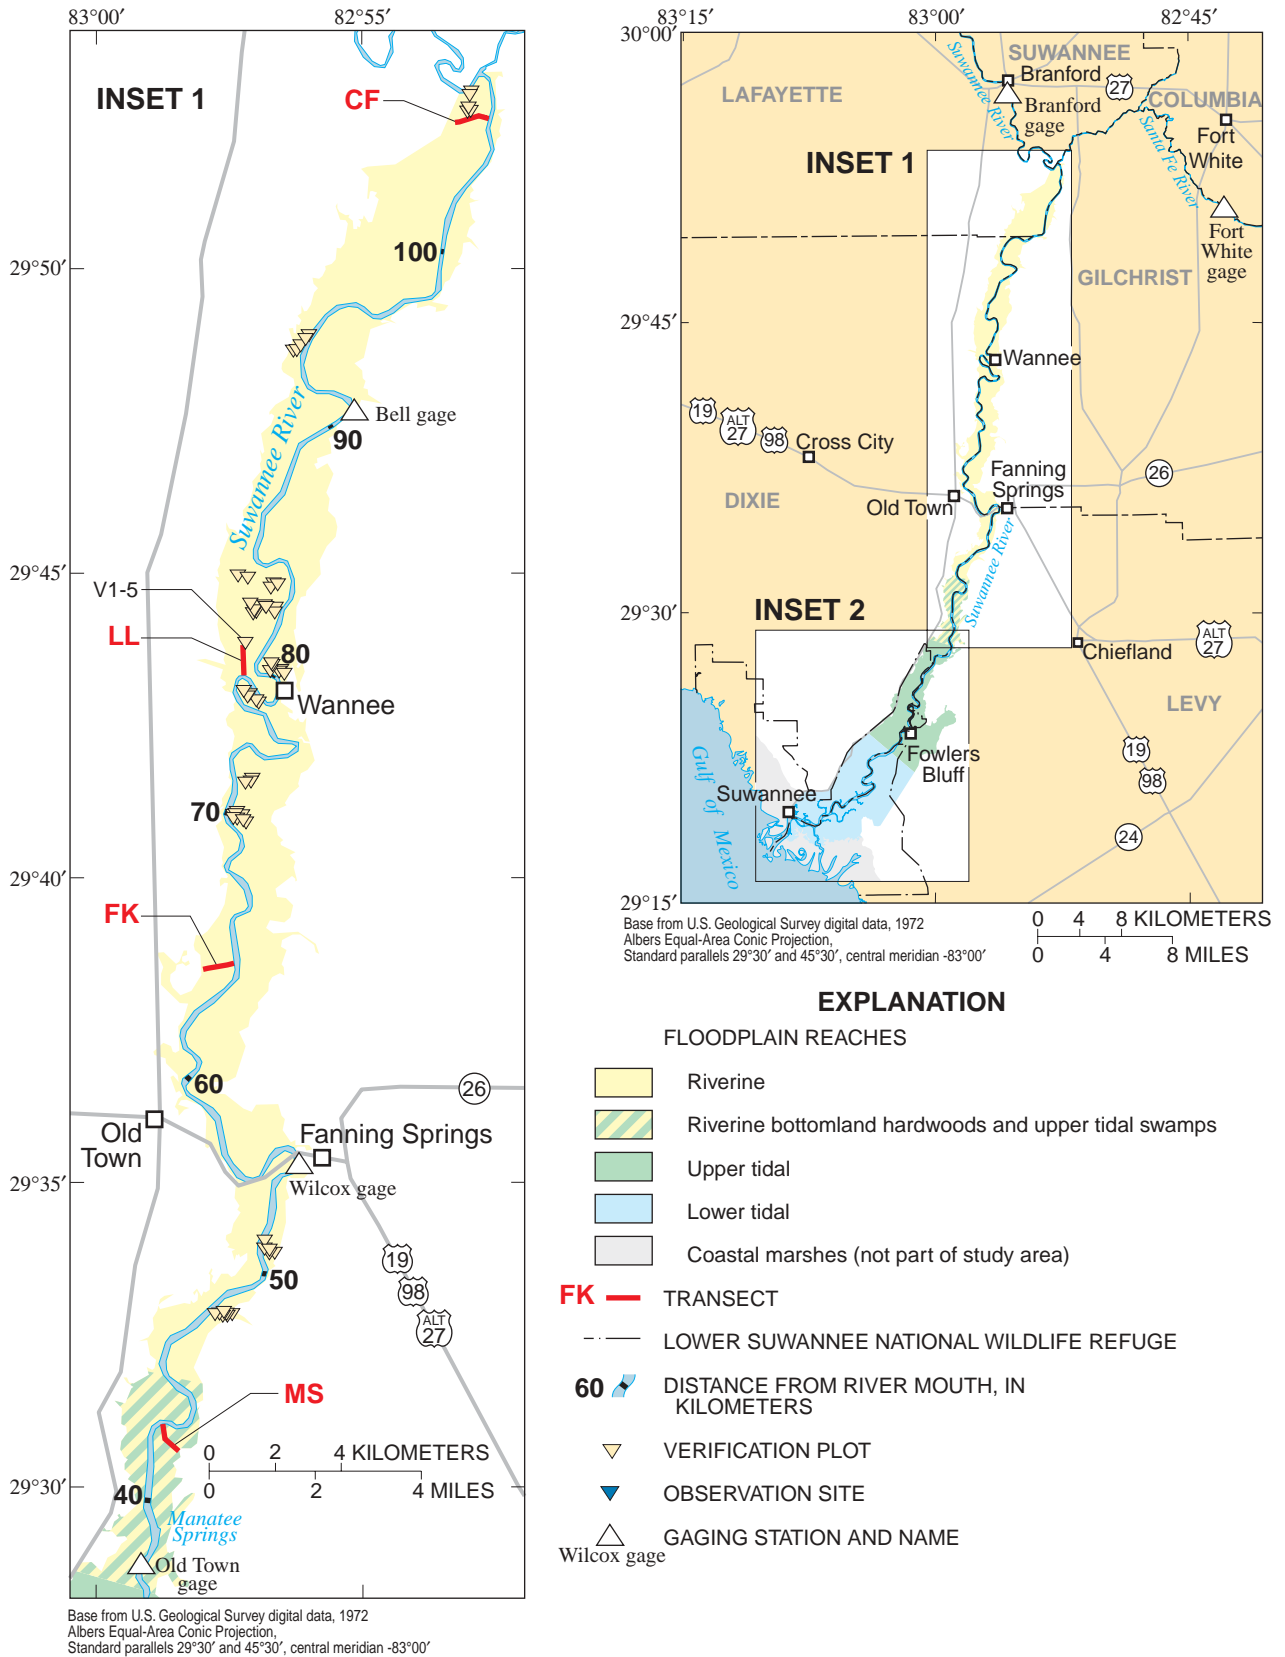 83°00′
82°55′
INSET 1
CF
100
29°50′
Bell gage
90
Suwannee River
29°45′
V1-5
LL
80
Wannee
70
29°40′
FK
60
26
Old
Town
Fanning Springs
Wilcox gage
29°35′
19
98
ALT
27
50
MS
0 2 4 KILOMETERS
0 2 4 MILES
29°30′
40
Manatee
Springs
Old Town
gage
Base from U.S. Geological Survey digital data, 1972
Albers Equal-Area Conic Projection,
Standard parallels 29°30′ and 45°30′, central meridian -83°00′
83°15′
83°00′
82°45′
30°00′
SUWANNEE
Branford
27
LAFAYETTE
Suwannee River
Branford
gage
COLUMBIA
Fort
White
Santa Fe River
INSET 1
Fort
White
gage
GILCHRIST
29°45′
Wannee
19
ALT
27
98
Cross City
Fanning
Springs
26
DIXIE
Old Town
Suwannee River
29°30′
INSET 2
Chiefland
ALT
27
LEVY
Fowlers
Bluff
19
98
Gulf of Mexico
Suwannee
24
29°15′
Base from U.S. Geological Survey digital data, 1972
Albers Equal-Area Conic Projection,
Standard parallels 29°30′ and 45°30′, central meridian -83°00′
0 4 8 KILOMETERS
0 4 8 MILES
EXPLANATION
FLOODPLAIN REACHES
Riverine
Riverine bottomland hardwoods and upper tidal swamps
Upper tidal
Lower tidal
Coastal marshes (not part of study area)
FK TRANSECT
LOWER SUWANNEE NATIONAL WILDLIFE REFUGE
60 DISTANCE FROM RIVER MOUTH, IN
KILOMETERS
VERIFICATION PLOT
OBSERVATION SITE
GAGING STATION AND NAME
Wilcox gage